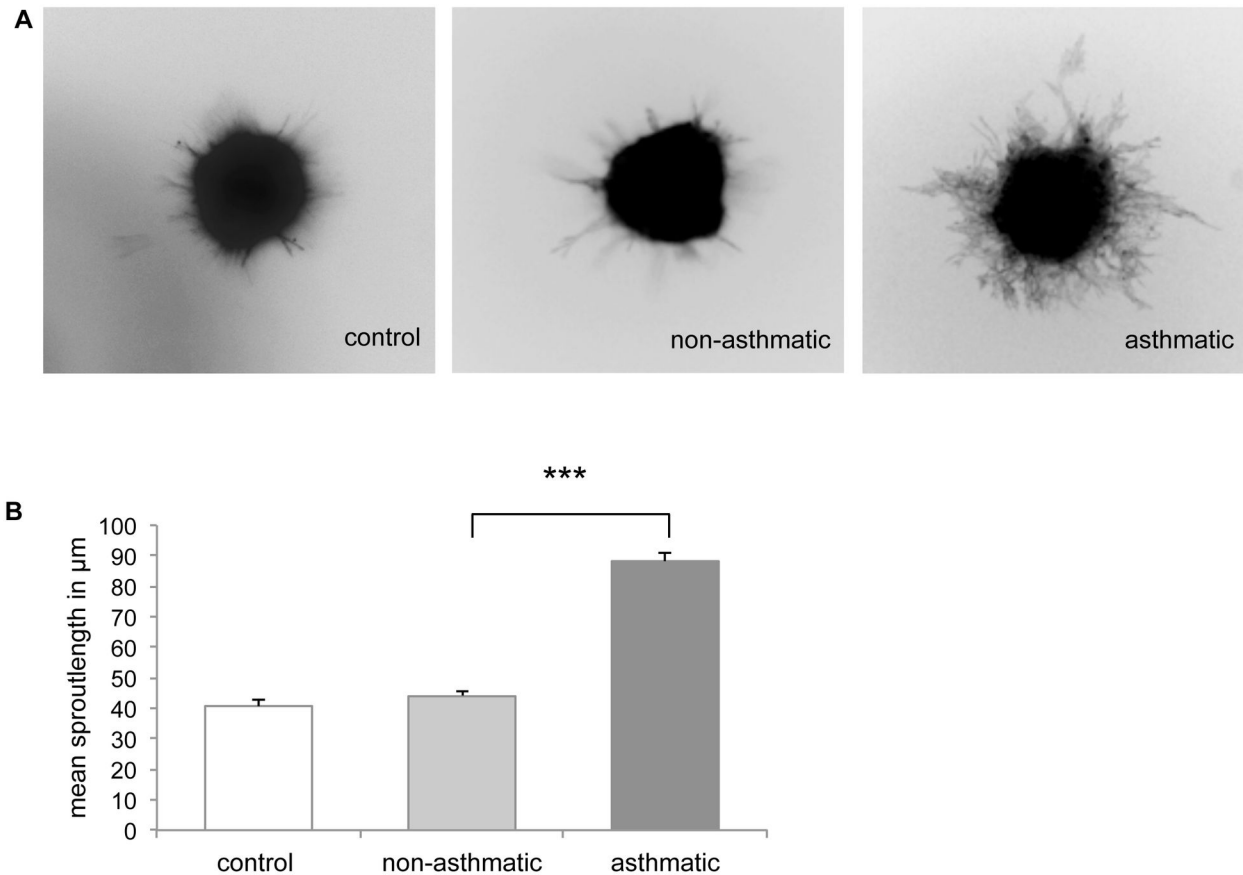 A
control
non-asthmatic
asthmatic
***
B
mean sproutlength in µm
100
90
80
70
60
50
40
30
20
10
0
control
non-asthmatic
asthmatic